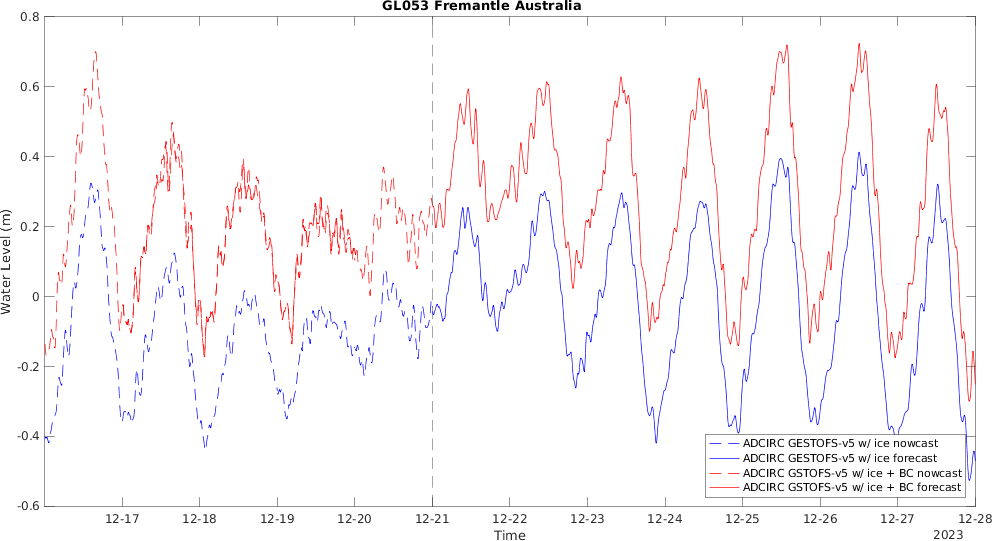 GL053 Fremantle Australia
Water Level (m)
0.8
0.6
0.4
0.2
0
-0.2
-0.4
-0.6
ADCIRC GESTOFS-v5 w/ ice nowcast
ADCIRC GESTOFS-v5 w/ ice forecast
ADCIRC GSTOFS-v5 w/ ice + BC nowcast
ADCIRC GSTOFS-v5 w/ ice + BC forecast
12-17 12-18 12-19 12-20 12-21 12-22 12-23 12-24 12-25 12-26 12-27 12-28
Time
2023